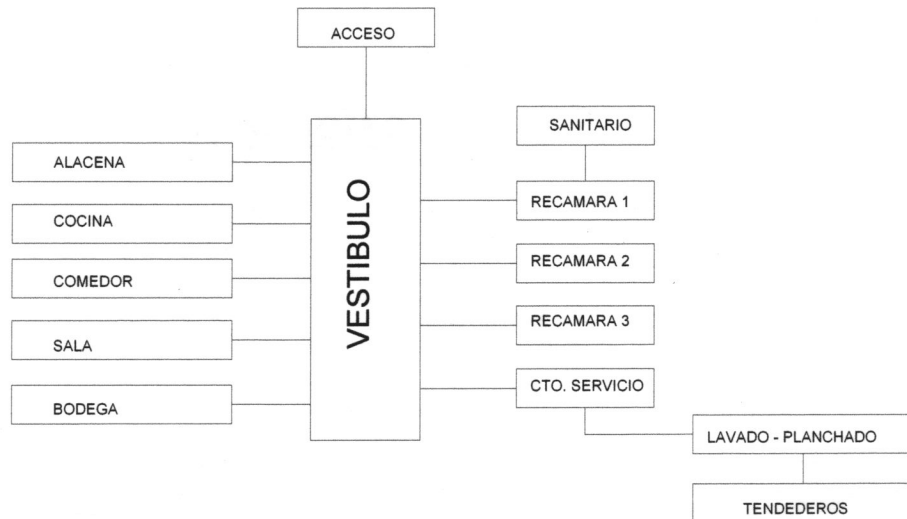 ACCESO
ALACENA
COCINA
COMEDOR
SALA
BODEGA
VESTIBULO
SANITARIO
RECAMARA 1
RECAMARA 2
RECAMARA 3
CTO. SERVICIO
LAVADO - PLANCHADO
TENDEDEROS